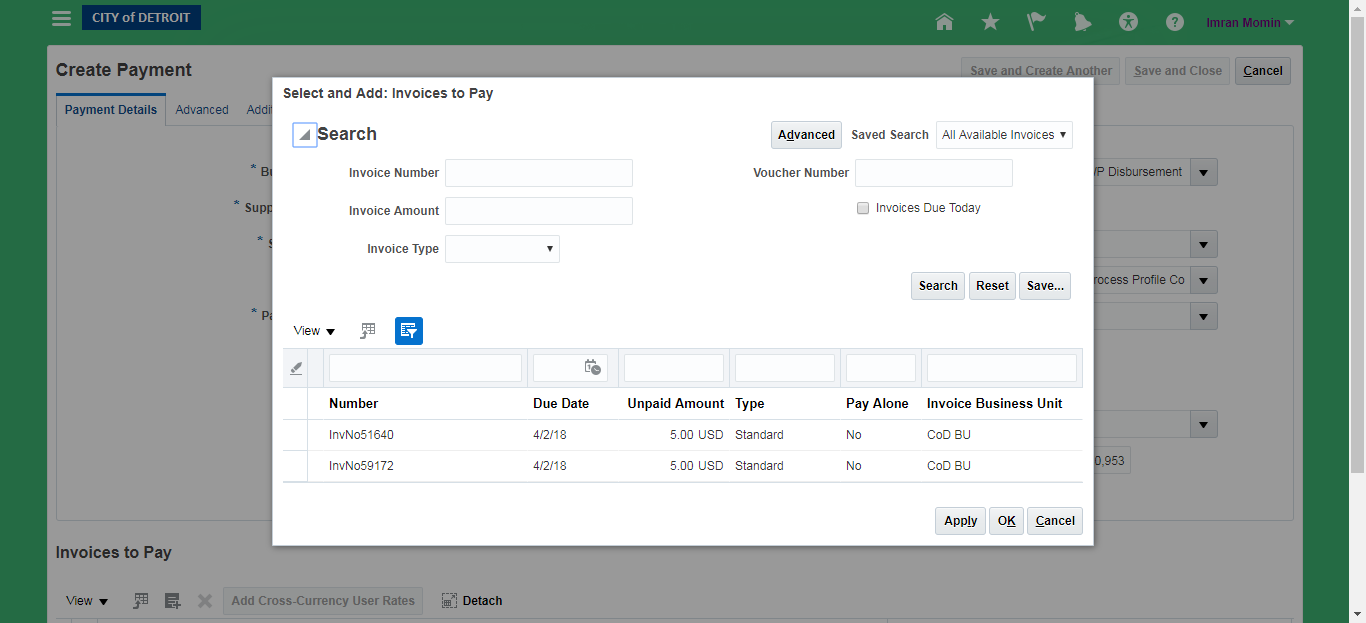 CITY of DETROIT
Imran Momin
Create Payment
Save and Create Another
Save and Close
Cancel
Payment Details
Advanced
Select and Add: Invoices to Pay
Search
Advanced
Saved Search
All Available Invoices
Invoice Number
Voucher Number
Invoice Amount
Invoices Due Today
Invoice Type
Search
Reset
Save...
View
Number
Due Date
Unpaid Amount
Type
Pay Alone
Invoice Business Unit
InvNo51640
4/2/18
5.00 USD
Standard
No
CoD BU
InvNo59172
4/2/18
5.00 USD
Standard
No
CoD BU
Apply
OK
Cancel
/P Disbursement
rocess Profile Co
0,953
Invoices to Pay
View
Add Cross-Currency User Rates
Detach